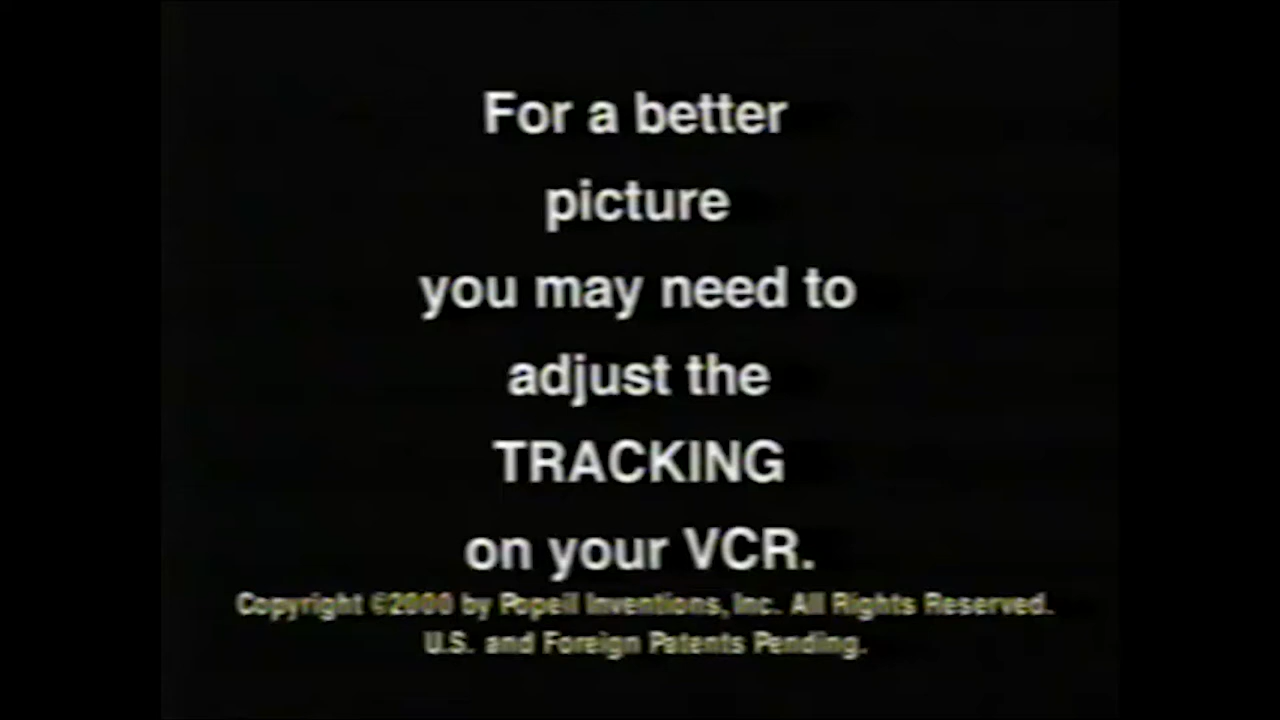 For a better
picture
you may need to
adjust the
TRACKING
on your VCR.
Copyright ©2000 by Popeil Inventions, Inc. All Rights Reserved.
U.S. and Foreign Patents Pending.